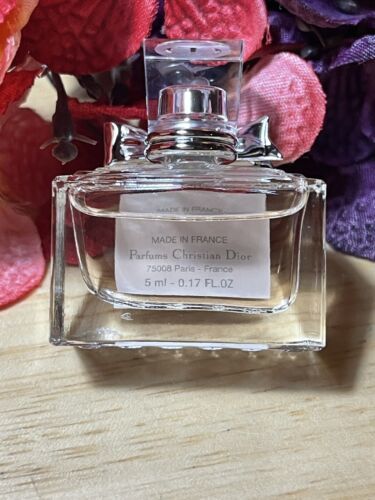 MADE IN FRANCE
MADE IN FRANCE
Parfums Christian Dior
75008 Paris - France
5 ml - 0.17 FL.OZ